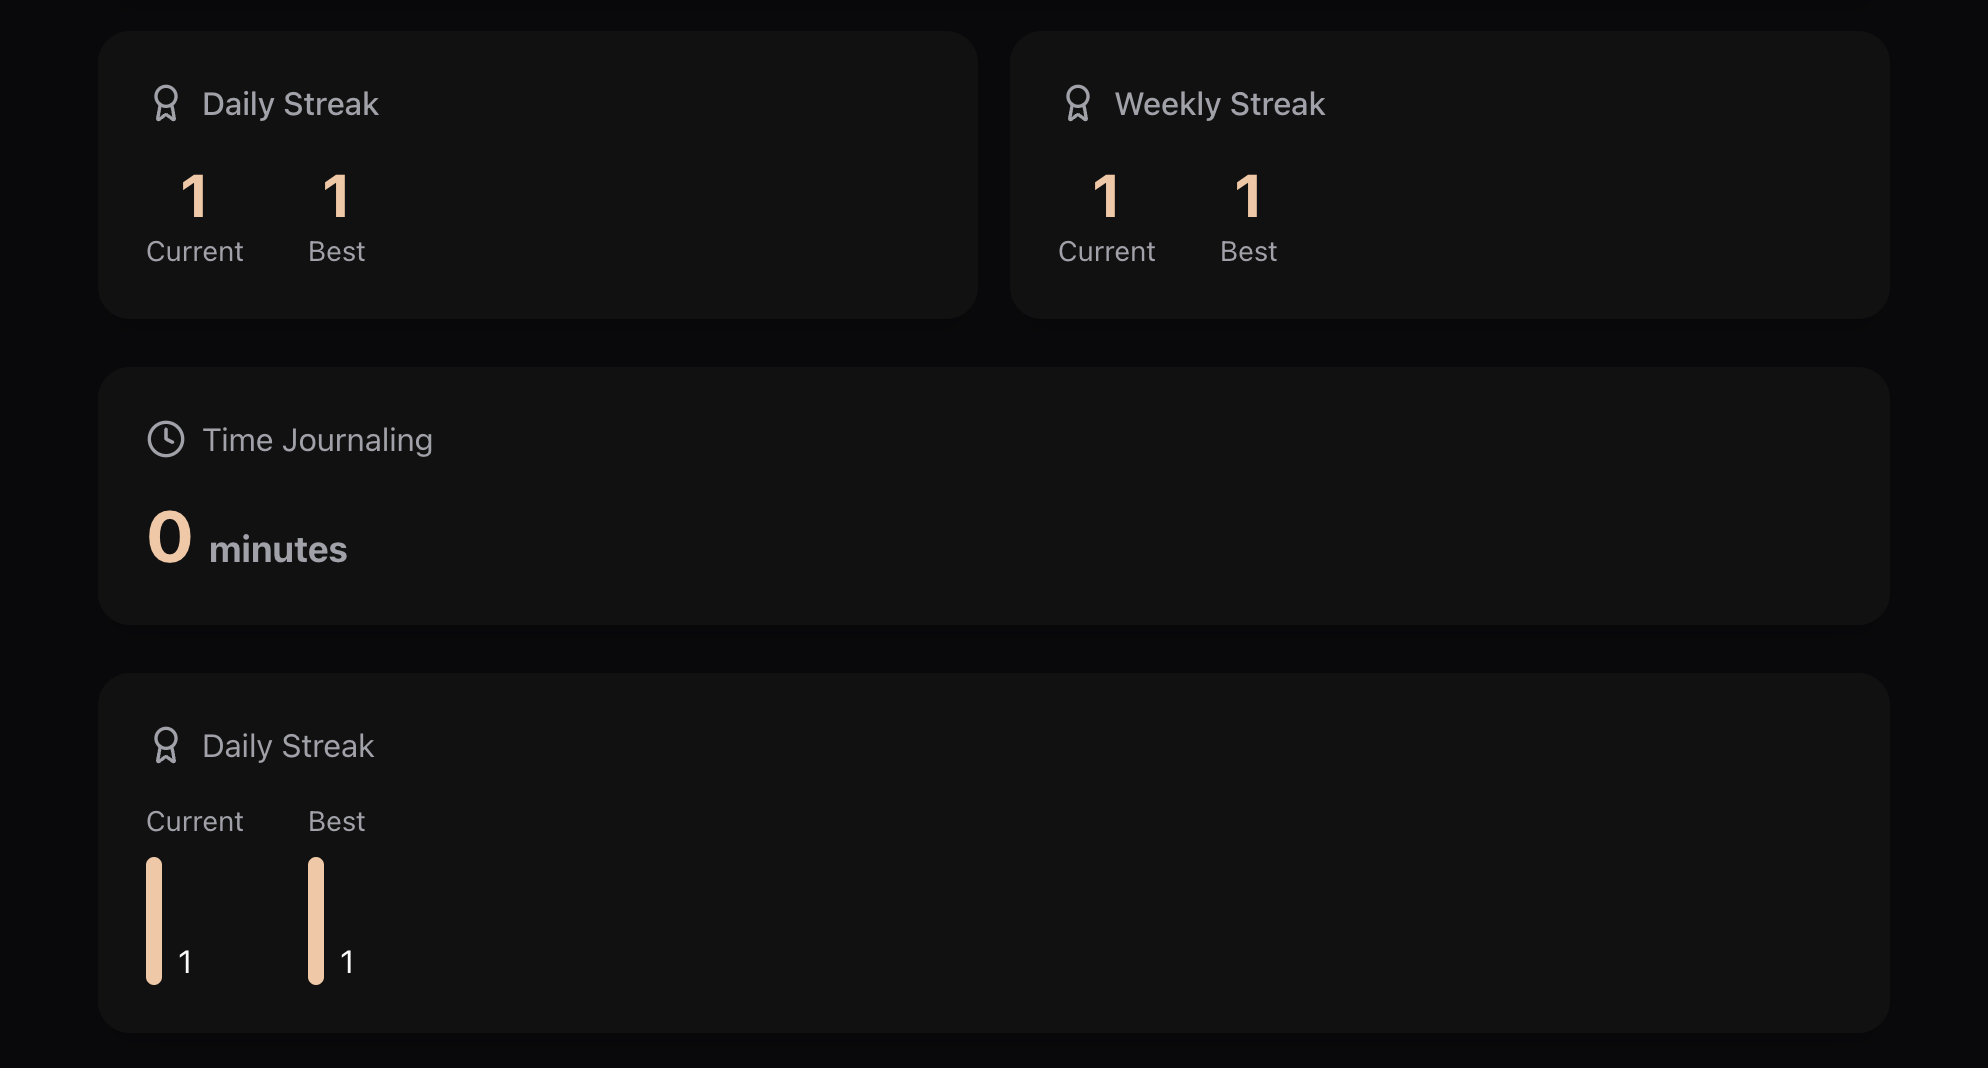 Daily Streak
1 1
Current Best
Weekly Streak
1 1
Current Best
Time Journaling
0 minutes
Daily Streak
Current Best
1 1